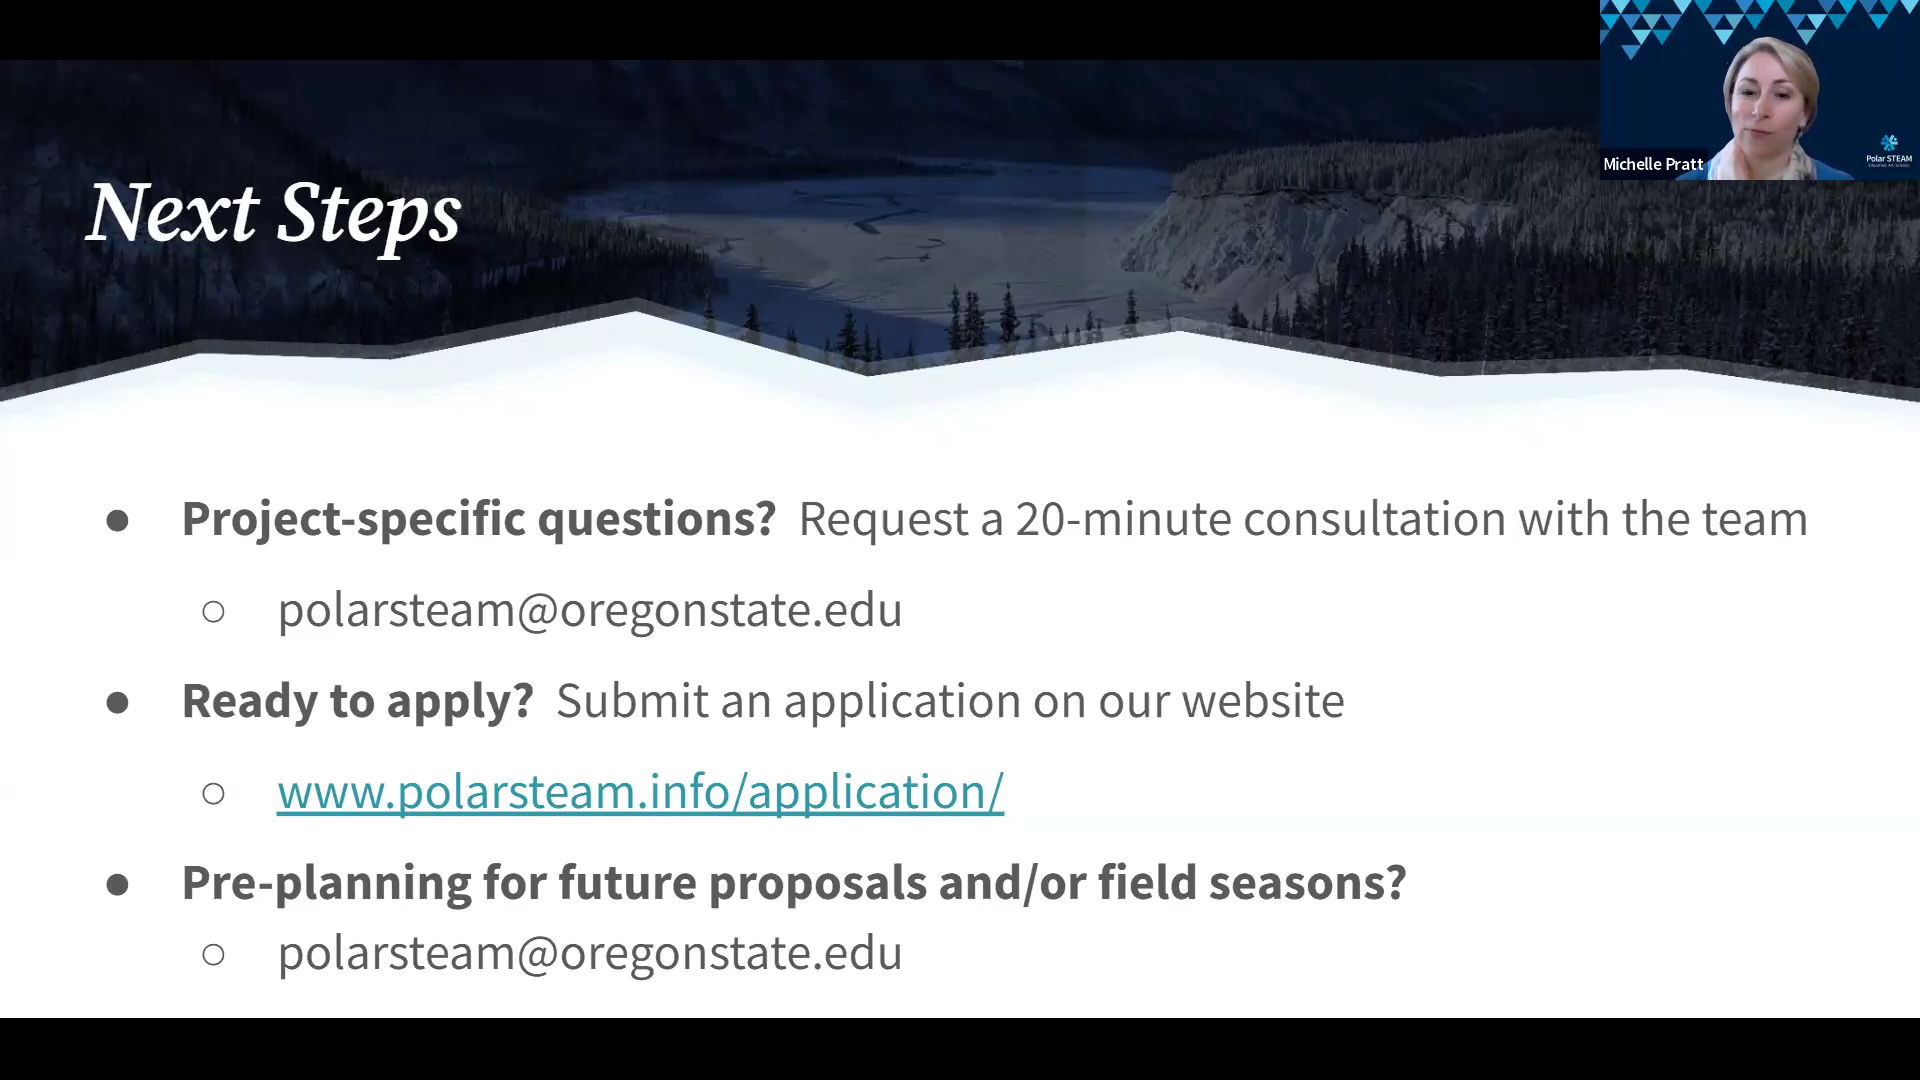 Michelle Pratt
Polar STEAM
Next Steps
● Project-specific questions? Request a 20-minute consultation with the team
○ polarsteam@oregonstate.edu
● Ready to apply? Submit an application on our website
○ www.polarsteam.info/application/
● Pre-planning for future proposals and/or field seasons?
○ polarsteam@oregonstate.edu